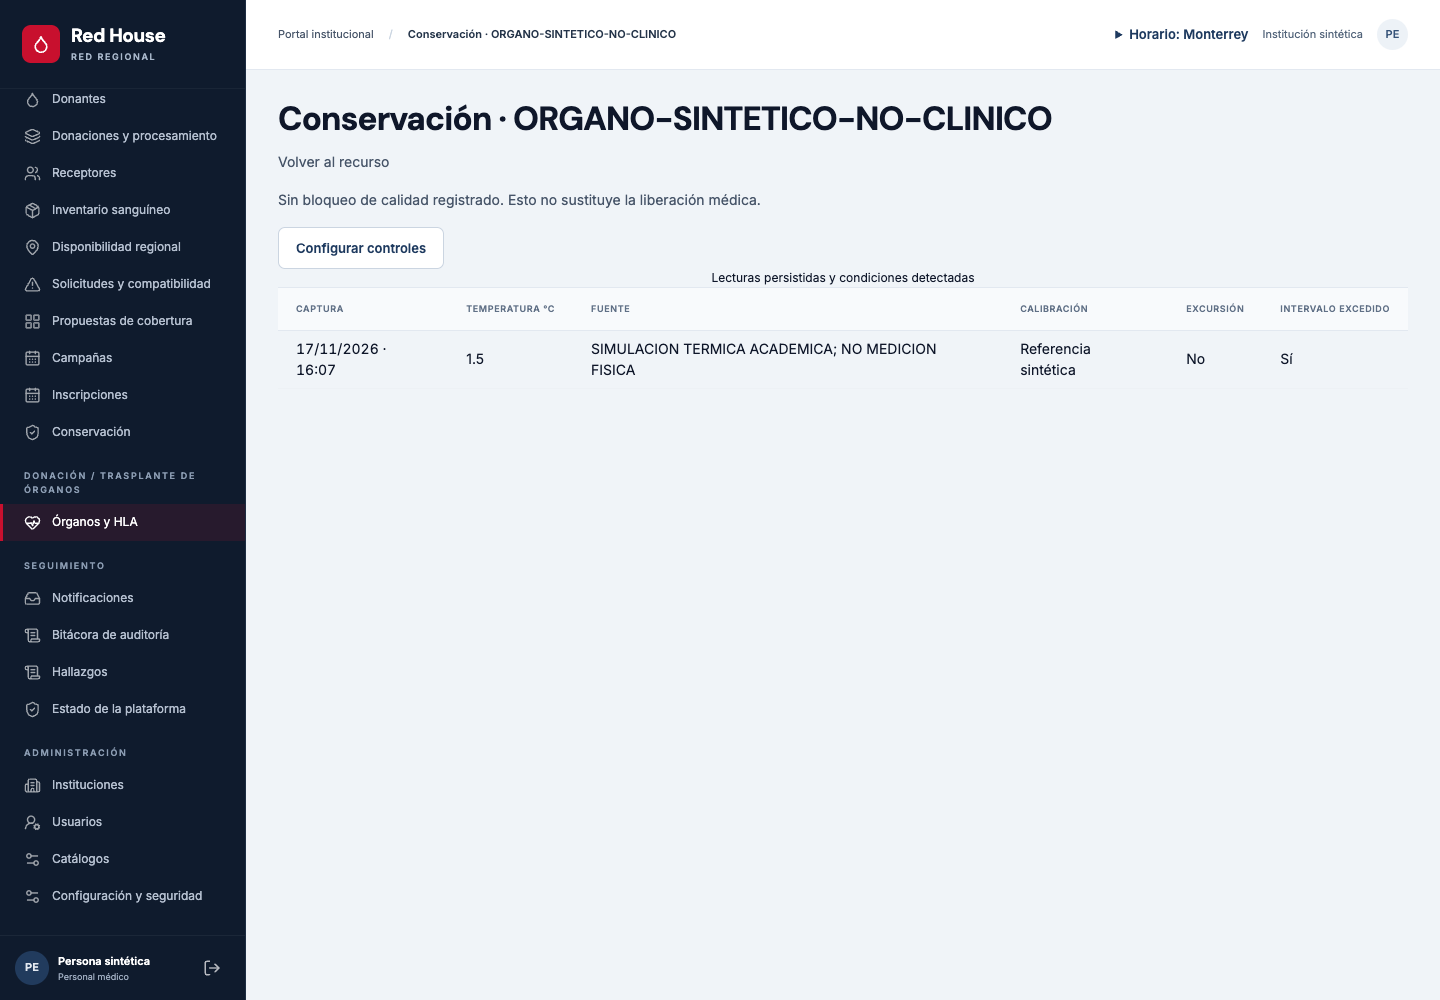 Red House
RED REGIONAL
Donantes
Donaciones y procesamiento
Receptores
Inventario sanguíneo
Disponibilidad regional
Solicitudes y compatibilidad
Propuestas de cobertura
Campañas
Inscripciones
Conservación
DONACIÓN / TRASPLANTE DE
ÓRGANOS
Órganos y HLA
SEGUIMIENTO
Notificaciones
Bitácora de auditoría
Hallazgos
Estado de la plataforma
ADMINISTRACIÓN
Instituciones
Usuarios
Catálogos
Configuración y seguridad
PE
Persona sintética
Personal médico
Portal institucional / Conservación · ORGANO-SINTETICO-NO-CLINICO
Horario: Monterrey
Institución sintética
PE
Conservación · ORGANO-SINTETICO-NO-CLINICO
Volver al recurso
Sin bloqueo de calidad registrado. Esto no sustituye la liberación médica.
Configurar controles
Lecturas persistidas y condiciones detectadas
CAPTURA TEMPERATURA °C FUENTE CALIBRACIÓN EXCURSIÓN INTERVALO EXCEDIDO
17/11/2026 ·
16:07
1.5
SIMULACION TERMICA ACADEMICA; NO MEDICION
FISICA
Referencia
sintética
No
Sí